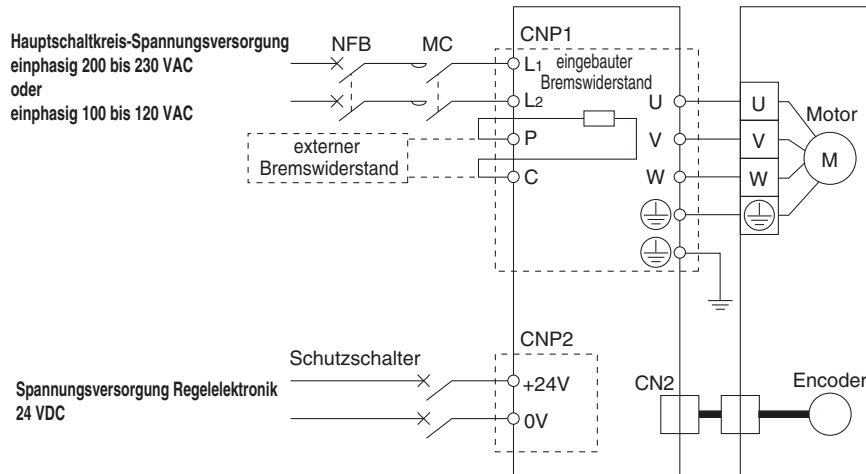 Hauptschaltkreis-Spannungsversorgung
einphasig 200 bis 230 VAC
oder
einphasig 100 bis 120 VAC
NFB
MC
CNP1
L1
eingebauter
Bremswiderstand
L2
P
C
externer
Bremswiderstand
U
V
W
U
V
W
Motor
M
CNP2
Schutzschalter
+24V
0V
Spannungsversorgung Regelelektronik
24 VDC
CN2
Encoder